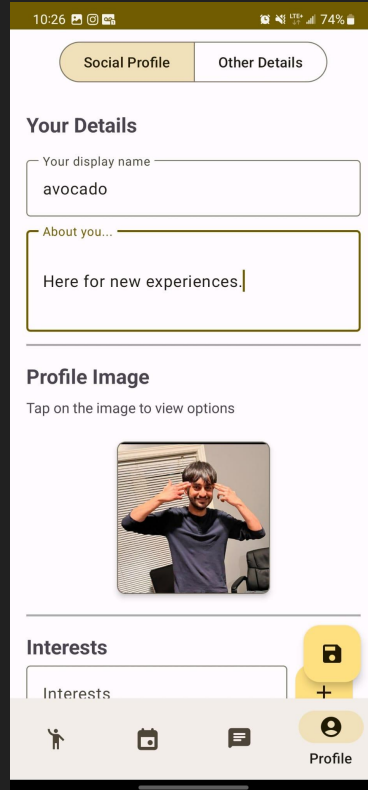 10:26
LTE+
74%
Social Profile
Other Details
Your Details
Your display name
avocado
About you...
Here for new experiences.
Profile Image
Tap on the image to view options
Interests
Interests
+
Profile